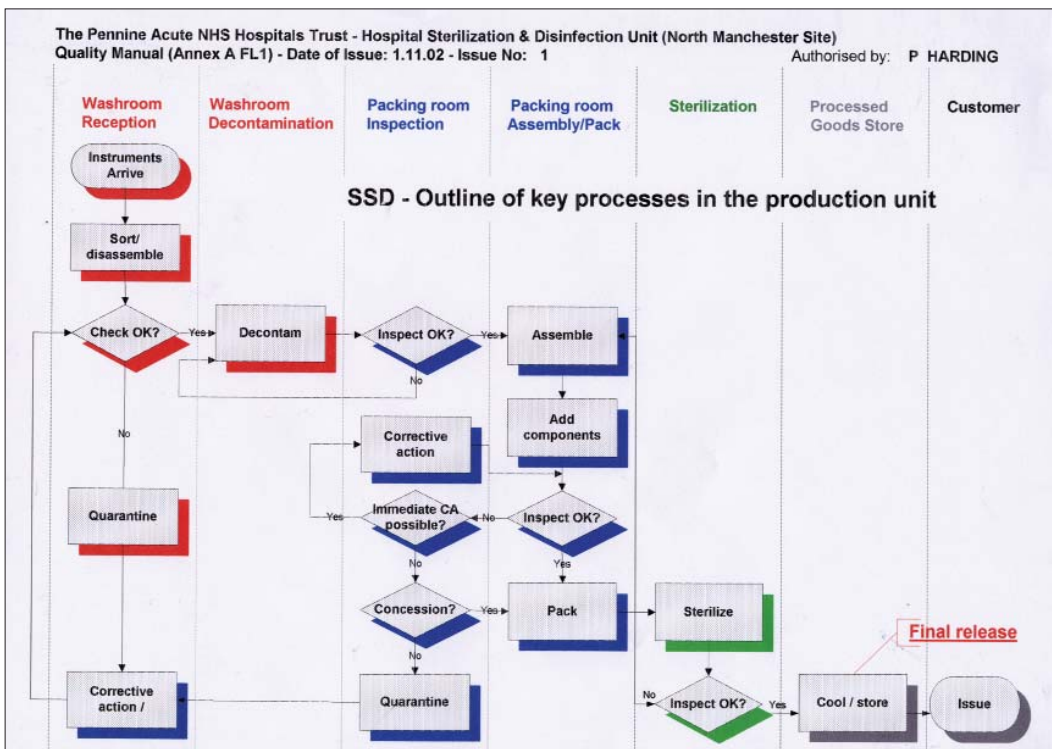 The Pennine Acute NHS Hospitals Trust - Hospital Sterilization & Disinfection Unit (North Manchester Site)
Quality Manual (Annex A FL1) - Date of Issue: 1.11.02 - Issue No: 1
Authorised by: P HARDING
Washroom
Reception
Washroom
Decontamination
Packing room
Inspection
Packing room
Assembly/Pack
Sterilization
Processed
Goods Store
Customer
Instruments
Arrive
SSD - Outline of key processes in the production unit
Sort/
disassemble
Check OK?
Yes
Decontam
Inspect OK?
Yes
Assemble
No
No
Corrective
action
Add
components
Quarantine
Immediate CA
possible?
Yes
No
Inspect OK?
No
Yes
Concession?
Yes
Pack
Sterilize
No
Final release
Corrective
action /
Quarantine
No
Inspect OK?
Yes
Cool / store
Issue